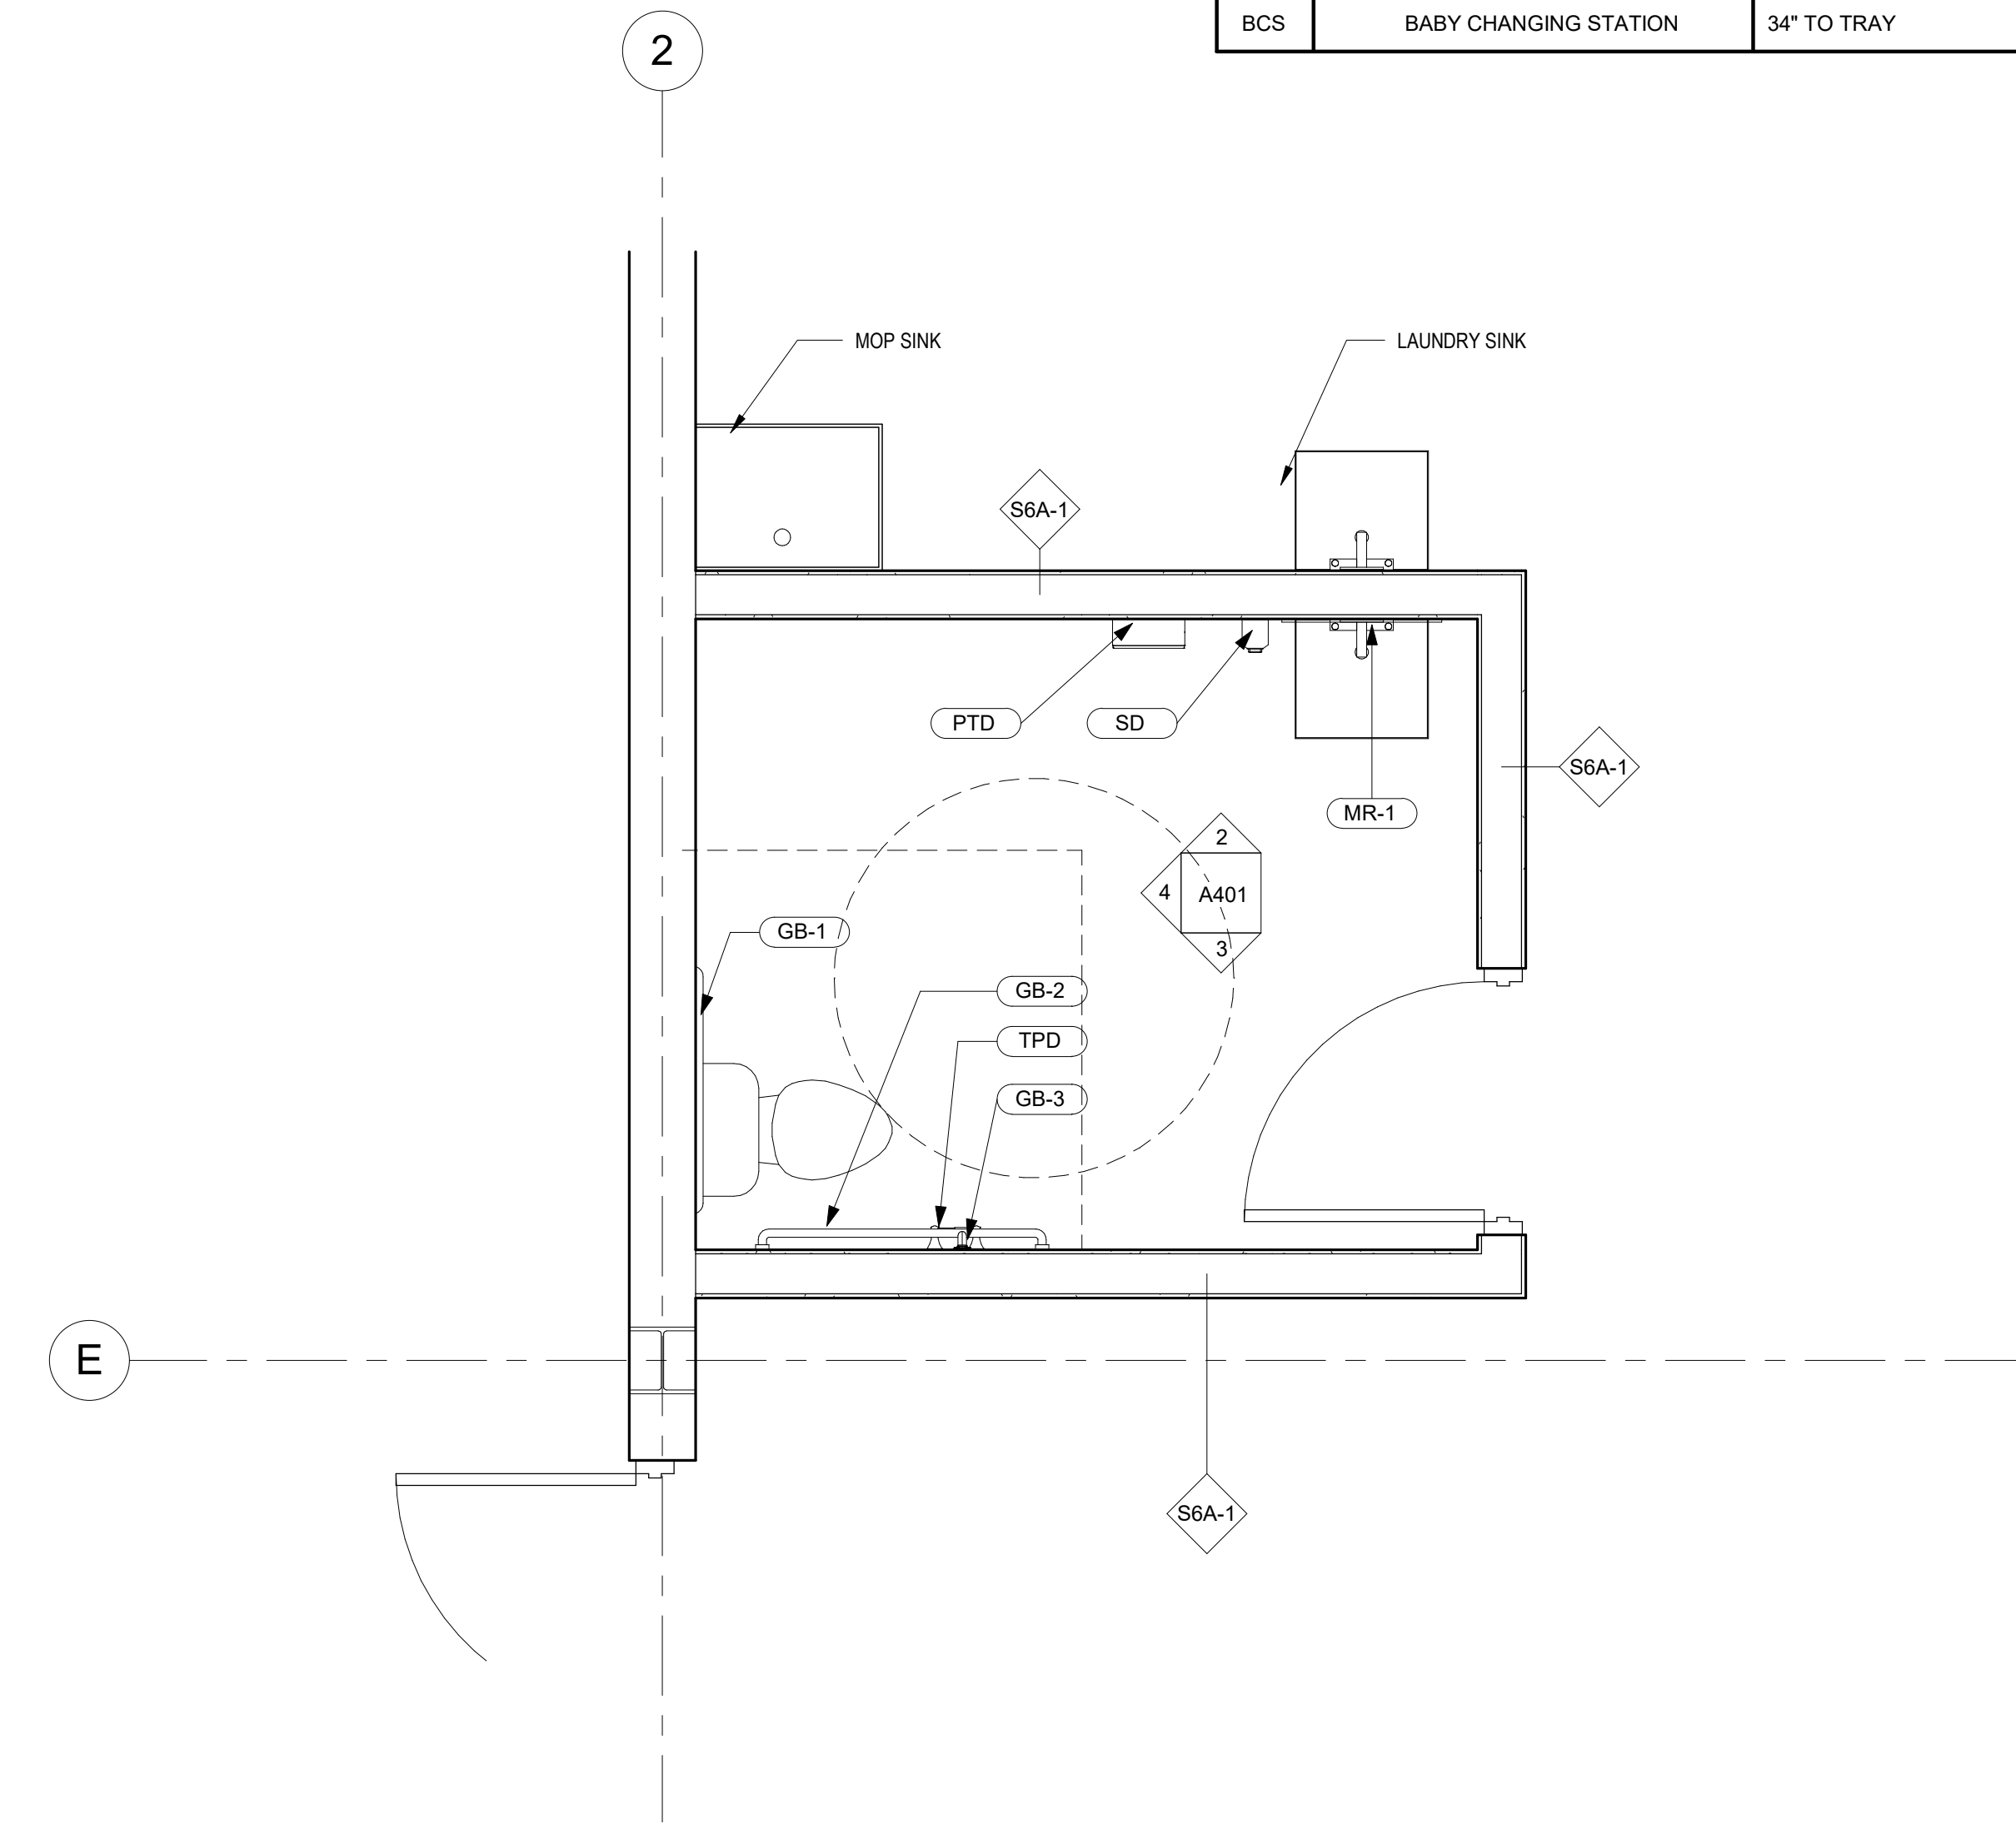 BCS BABY CHANGING STATION 34" TO TRAY
2
MOP SINK
LAUNDRY SINK
S6A-1
PTD
SD
S6A-1
MR-1
2
4
A401
3
GB-1
GB-2
TPD
GB-3
E
S6A-1